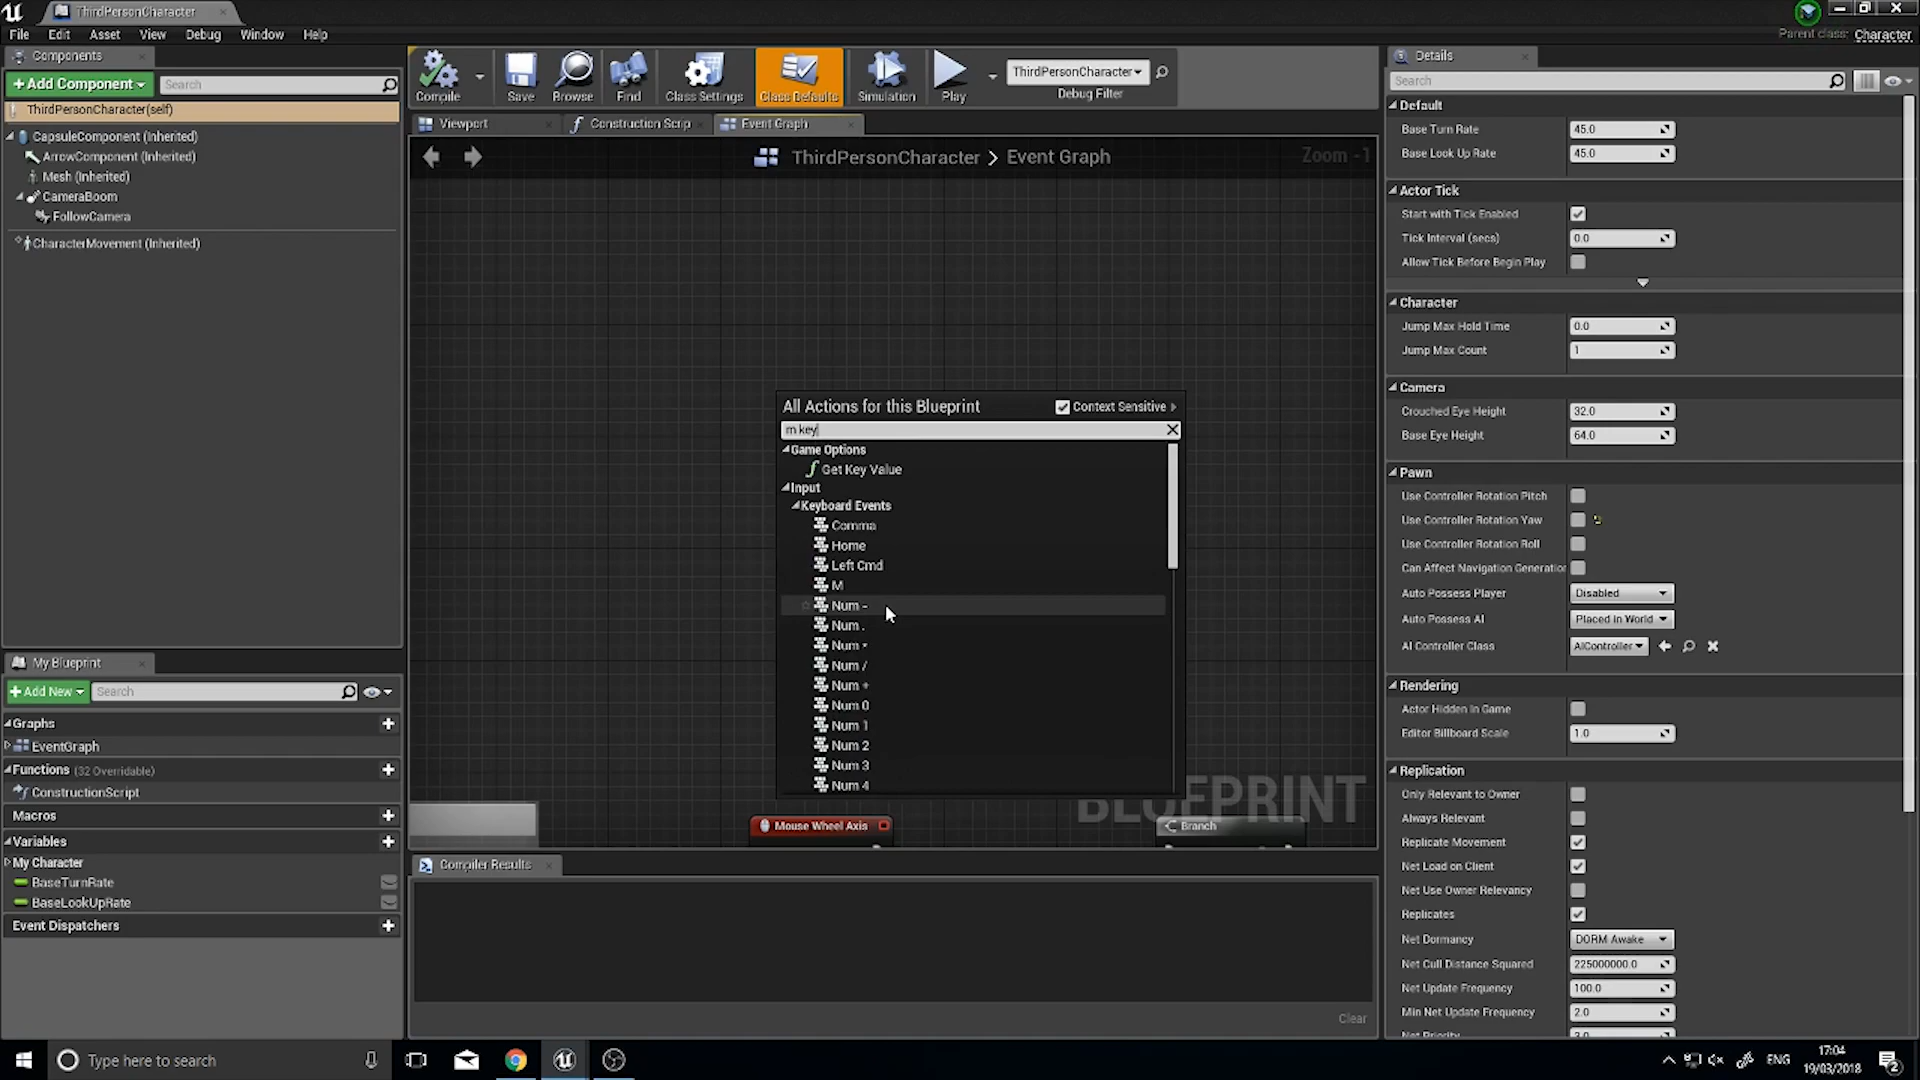 ThirdPersonCharacter
File Edit Asset View Debug Window Help
Parent class: Character
Components
+ Add Component
Search
ThirdPersonCharacter(self)
CapsuleComponent (Inherited)
ArrowComponent (Inherited)
Mesh (Inherited)
CameraBoom
FollowCamera
CharacterMovement (Inherited)
My Blueprint
+ Add New
Search
Graphs
EventGraph
Functions (32 Overridable)
ConstructionScript
Macros
Variables
My Character
BaseTurnRate
BaseLookUpRate
Event Dispatchers
Compile
Save
Browse
Find
Class Settings
Class Defaults
Simulation
Play
ThirdPersonCharacter
Debug Filter
Viewport
Construction Scrip
Event Graph
ThirdPersonCharacter > Event Graph
Zoom -1
All Actions for this Blueprint
Context Sensitive
m key
Game Options
Get Key Value
Input
Keyboard Events
Comma
Home
Left Cmd
M
Num -
Num .
Num *
Num /
Num +
Num 0
Num 1
Num 2
Num 3
Num 4
BLUEPRINT
Mouse Wheel Axis
Branch
Compiler Results
Clear
Details
Search
Default
Base Turn Rate 45.0
Base Look Up Rate 45.0
Actor Tick
Start with Tick Enabled
Tick Interval (secs) 0.0
Allow Tick Before Begin Play
Character
Jump Max Hold Time 0.0
Jump Max Count 1
Camera
Crouched Eye Height 32.0
Base Eye Height 64.0
Pawn
Use Controller Rotation Pitch
Use Controller Rotation Yaw
Use Controller Rotation Roll
Can Affect Navigation Generation
Auto Possess Player Disabled
Auto Possess AI Placed in World
AI Controller Class AIController
Rendering
Actor Hidden In Game
Editor Billboard Scale 1.0
Replication
Only Relevant to Owner
Always Relevant
Replicate Movement
Net Load on Client
Net Use Owner Relevancy
Replicates
Net Dormancy DORM Awake
Net Cull Distance Squared 225000000.0
Net Update Frequency 100.0
Min Net Update Frequency 2.0
Net Priority 3.0
Type here to search
ENG
17:04
19/03/2018
2